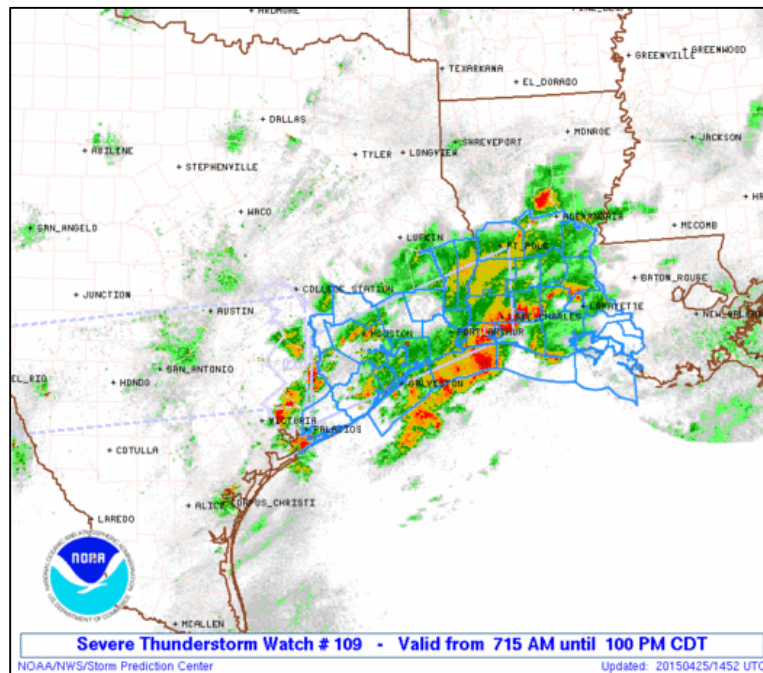 ARDMORE
TEXARKANA
EL_DORADO
GREENVILLE
GREENWOOD
DALLAS
ABILENE
STEPHENVILLE
TYLER
LONGVIEW
SHREVEPORT
MONROE
JACKSON
WACO
SAN_ANGELO
LUFKIN
ALEXANDRIA
FT_POLK
MCCOMB
JUNCTION
COLLEGE_STATION
BATON_ROUGE
AUSTIN
HOUSTON
PORT_ARTHUR
LAKE_CHARLES
LAFAYETTE
NEW_ORLEAN
EL_RIO
HONDO
SAN_ANTONIO
GALVESTON
VICTORIA
PALACIOS
COTULLA
ALICE
CORPUS_CHRISTI
LAREDO
NOAA
MCALLEN
Severe Thunderstorm Watch # 109 - Valid from 715 AM until 100 PM CDT
NOAA/NWS/Storm Prediction Center
Updated: 20150425/1452 UTC